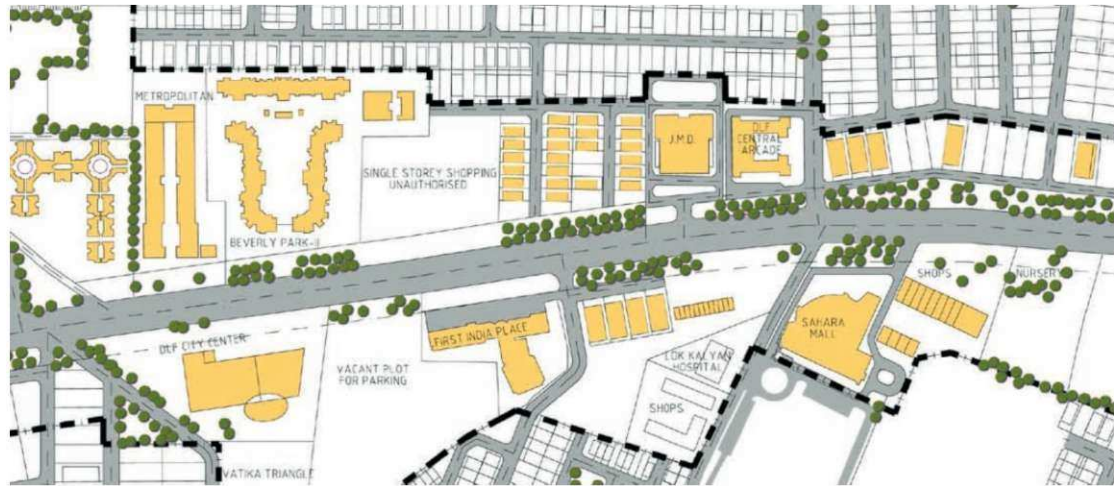 METROPOLITAN
J.M.D.
DLF
CENTRAL
ARCADE
SINGLE STOREY SHOPPING
UNAUTHORISED
BEVERLY PARK-II
SHOPS
NURSERY
FIRST INDIA PLACE
SAHARA
MALL
DLF CITY CENTER
LOK KALYAN
HOSPITAL
VACANT PLOT
FOR PARKING
SHOPS
VATIKA TRIANGLE